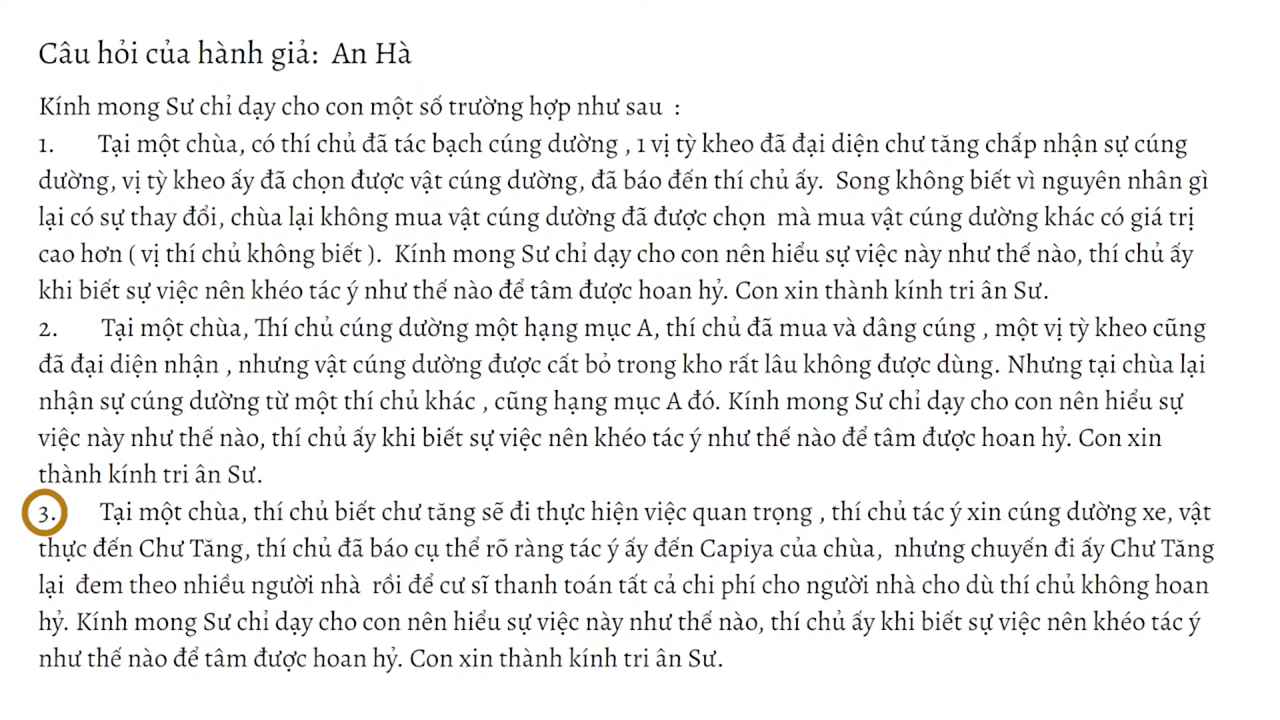 Câu hỏi của hành giả: An Hà
Kính mong Sư chỉ dạy cho con một số trường hợp như sau :
1. Tại một chùa, có thí chủ đã tác bạch cúng dường , 1 vị tỳ kheo đã đại diện chư tăng chấp nhận sự cúng
dường, vị tỳ kheo ấy đã chọn được vật cúng dường, đã báo đến thí chủ ấy. Song không biết vì nguyên nhân gì
lại có sự thay đổi, chùa lại không mua vật cúng dường đã được chọn mà mua vật cúng dường khác có giá trị
cao hơn ( vị thí chủ không biết ). Kính mong Sư chỉ dạy cho con nên hiểu sự việc này như thế nào, thí chủ ấy
khi biết sự việc nên khéo tác ý như thế nào để tâm được hoan hỷ. Con xin thành kính tri ân Sư.
2. Tại một chùa, Thí chủ cúng dường một hạng mục A, thí chủ đã mua và dâng cúng , một vị tỳ kheo cũng
đã đại diện nhận , nhưng vật cúng dường được cất bỏ trong kho rất lâu không được dùng. Nhưng tại chùa lại
nhận sự cúng dường từ một thí chủ khác , cũng hạng mục A đó. Kính mong Sư chỉ dạy cho con nên hiểu sự
việc này như thế nào, thí chủ ấy khi biết sự việc nên khéo tác ý như thế nào để tâm được hoan hỷ. Con xin
thành kính tri ân Sư.
3. Tại một chùa, thí chủ biết chư tăng sẽ đi thực hiện việc quan trọng , thí chủ tác ý xin cúng dường xe, vật
thực đến Chư Tăng, thí chủ đã báo cụ thể rõ ràng tác ý ấy đến Capiya của chùa, nhưng chuyến đi ấy Chư Tăng
lại đem theo nhiều người nhà rồi để cư sĩ thanh toán tất cả chi phí cho người nhà cho dù thí chủ không hoan
hỷ. Kính mong Sư chỉ dạy cho con nên hiểu sự việc này như thế nào, thí chủ ấy khi biết sự việc nên khéo tác ý
như thế nào để tâm được hoan hỷ. Con xin thành kính tri ân Sư.